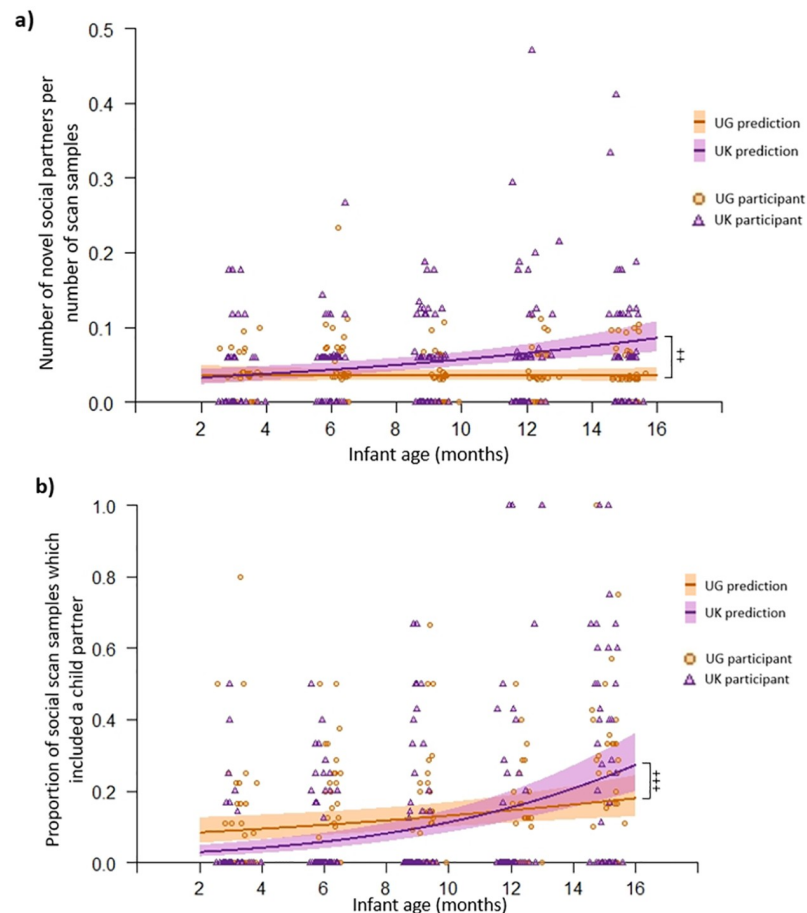 a)
Number of novel social partners per
number of scan samples
0.5
0.4
0.3
0.2
0.1
0.0
2 4 6 8 10 12 14 16
Infant age (months)
UG prediction
UK prediction
UG participant
UK participant
‡‡
b)
Proportion of social scan samples which
included a child partner
1.0
0.8
0.6
0.4
0.2
0.0
2 4 6 8 10 12 14 16
Infant age (months)
UG prediction
UK prediction
UG participant
UK participant
‡‡‡